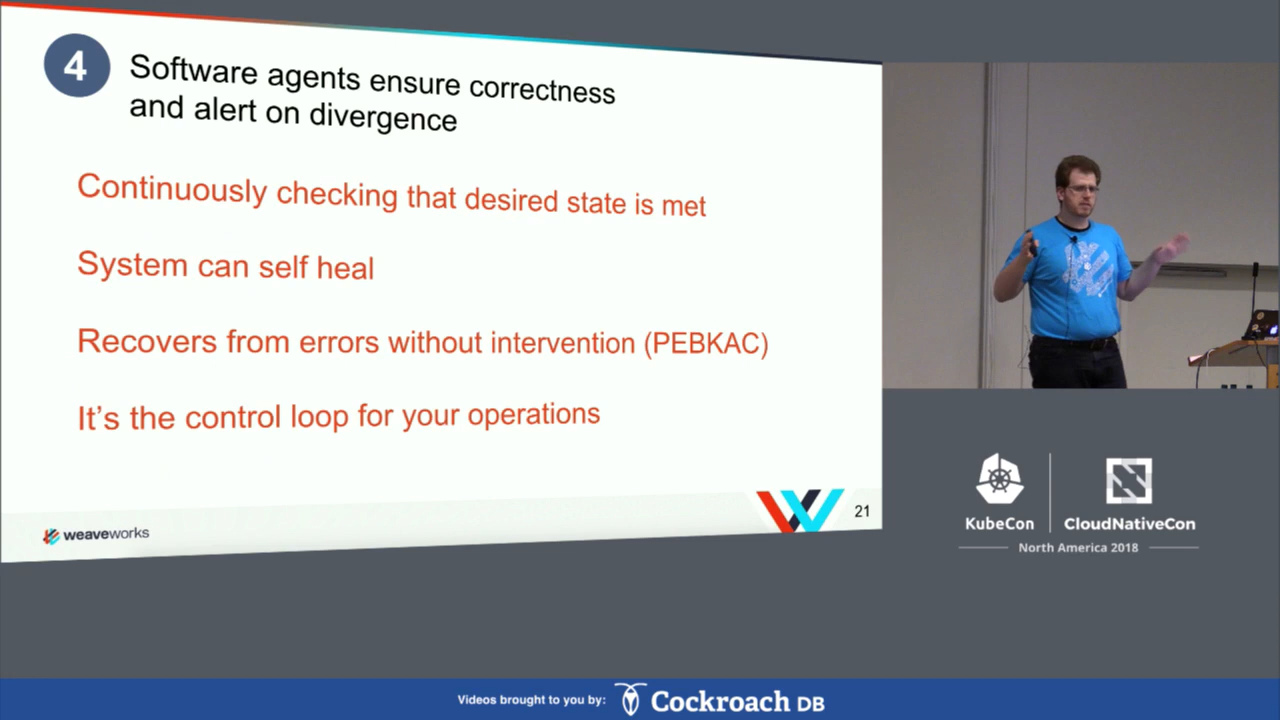 4
Software agents ensure correctness
and alert on divergence
Continuously checking that desired state is met
System can self heal
Recovers from errors without intervention (PEBKAC)
It's the control loop for your operations
weaveworks
21
KubeCon
CloudNativeCon
North America 2018
Videos brought to you by:
Cockroach DB